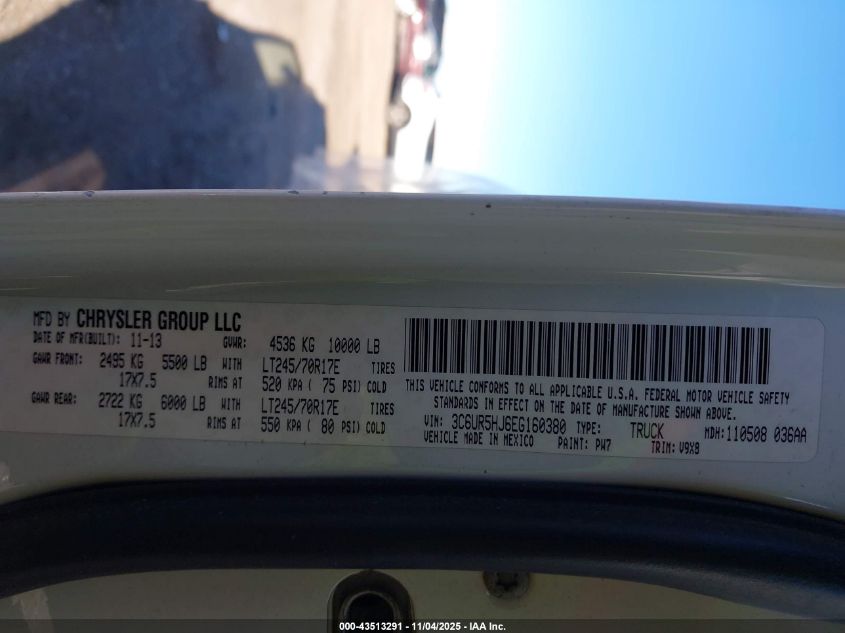 MFD BY CHRYSLER GROUP LLC
DATE OF MFR(BUILT): 11-13 GVWR: 4536 KG 10000 LB
GAWR FRONT: 2495 KG 5500 LB WITH LT245/70R17E TIRES
17X7.5 RIMS AT 520 KPA ( 75 PSI) COLD
GAWR REAR: 2722 KG 6000 LB WITH LT245/70R17E TIRES
17X7.5 RIMS AT 550 KPA ( 80 PSI) COLD
THIS VEHICLE CONFORMS TO ALL APPLICABLE U.S.A. FEDERAL MOTOR VEHICLE SAFETY
STANDARDS IN EFFECT ON THE DATE OF MANUFACTURE SHOWN ABOVE.
VIN: 3C6UR5HJ6EG160380 TYPE: TRUCK MDH: 110508 036AA
VEHICLE MADE IN MEXICO PAINT: PW7 TRIM: V9X8
000-43513291 - 11/04/2025 - IAA Inc.